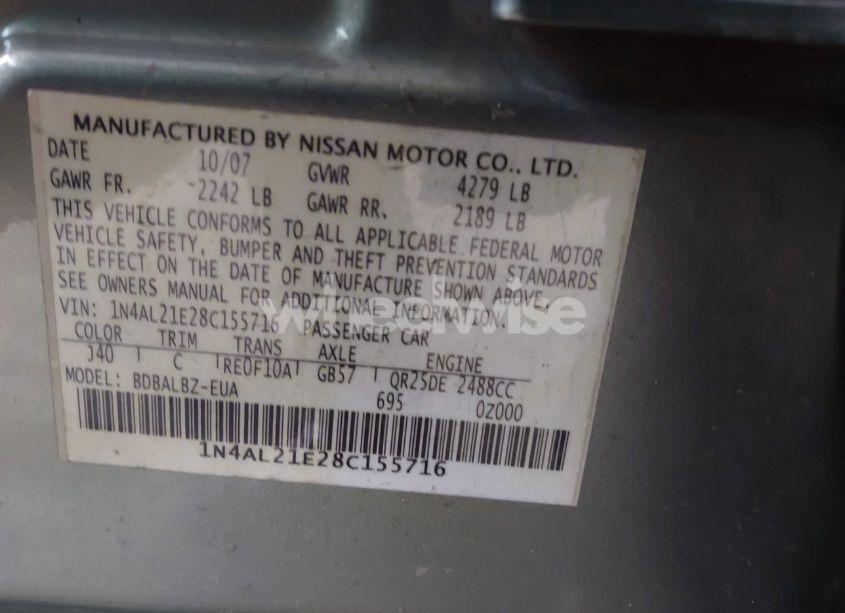 MANUFACTURED BY NISSAN MOTOR CO., LTD.
DATE 10/07 GVWR 4279 LB
GAWR FR. 2242 LB GAWR RR. 2189 LB
THIS VEHICLE CONFORMS TO ALL APPLICABLE FEDERAL MOTOR
VEHICLE SAFETY, BUMPER AND THEFT PREVENTION STANDARDS
IN EFFECT ON THE DATE OF MANUFACTURE SHOWN ABOVE.
SEE OWNERS MANUAL FOR ADDITIONAL INFORMATION.
VIN: 1N4AL21E28C155716 PASSENGER CAR
COLOR TRIM TRANS AXLE ENGINE
J40 C RE0F10A GB57 QR25DE 2488CC
MODEL: BDBALBZ-EUA 695 0Z000
1N4AL21E28C155716
wheelwise